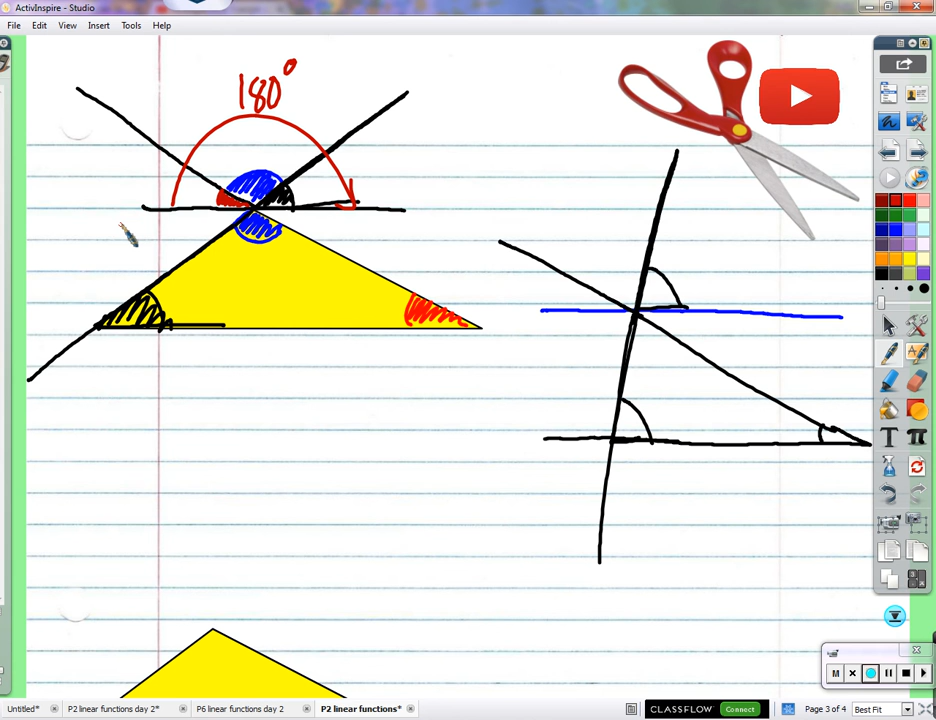 ActivInspire - Studio
File Edit View Insert Tools Help
180°
T π
M
Untitled* P2 linear functions day 2* P6 linear functions day 2 P2 linear functions* CLASSFLOW Connect Page 3 of 4 Best Fit